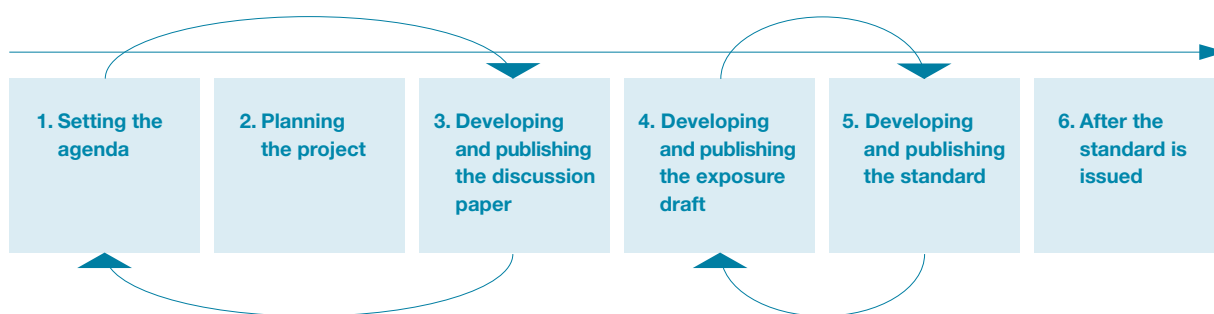 1. Setting the
agenda
2. Planning
the project
3. Developing
and publishing
the discussion
paper
4. Developing
and publishing
the exposure
draft
5. Developing
and publishing
the standard
6. After the
standard is
issued